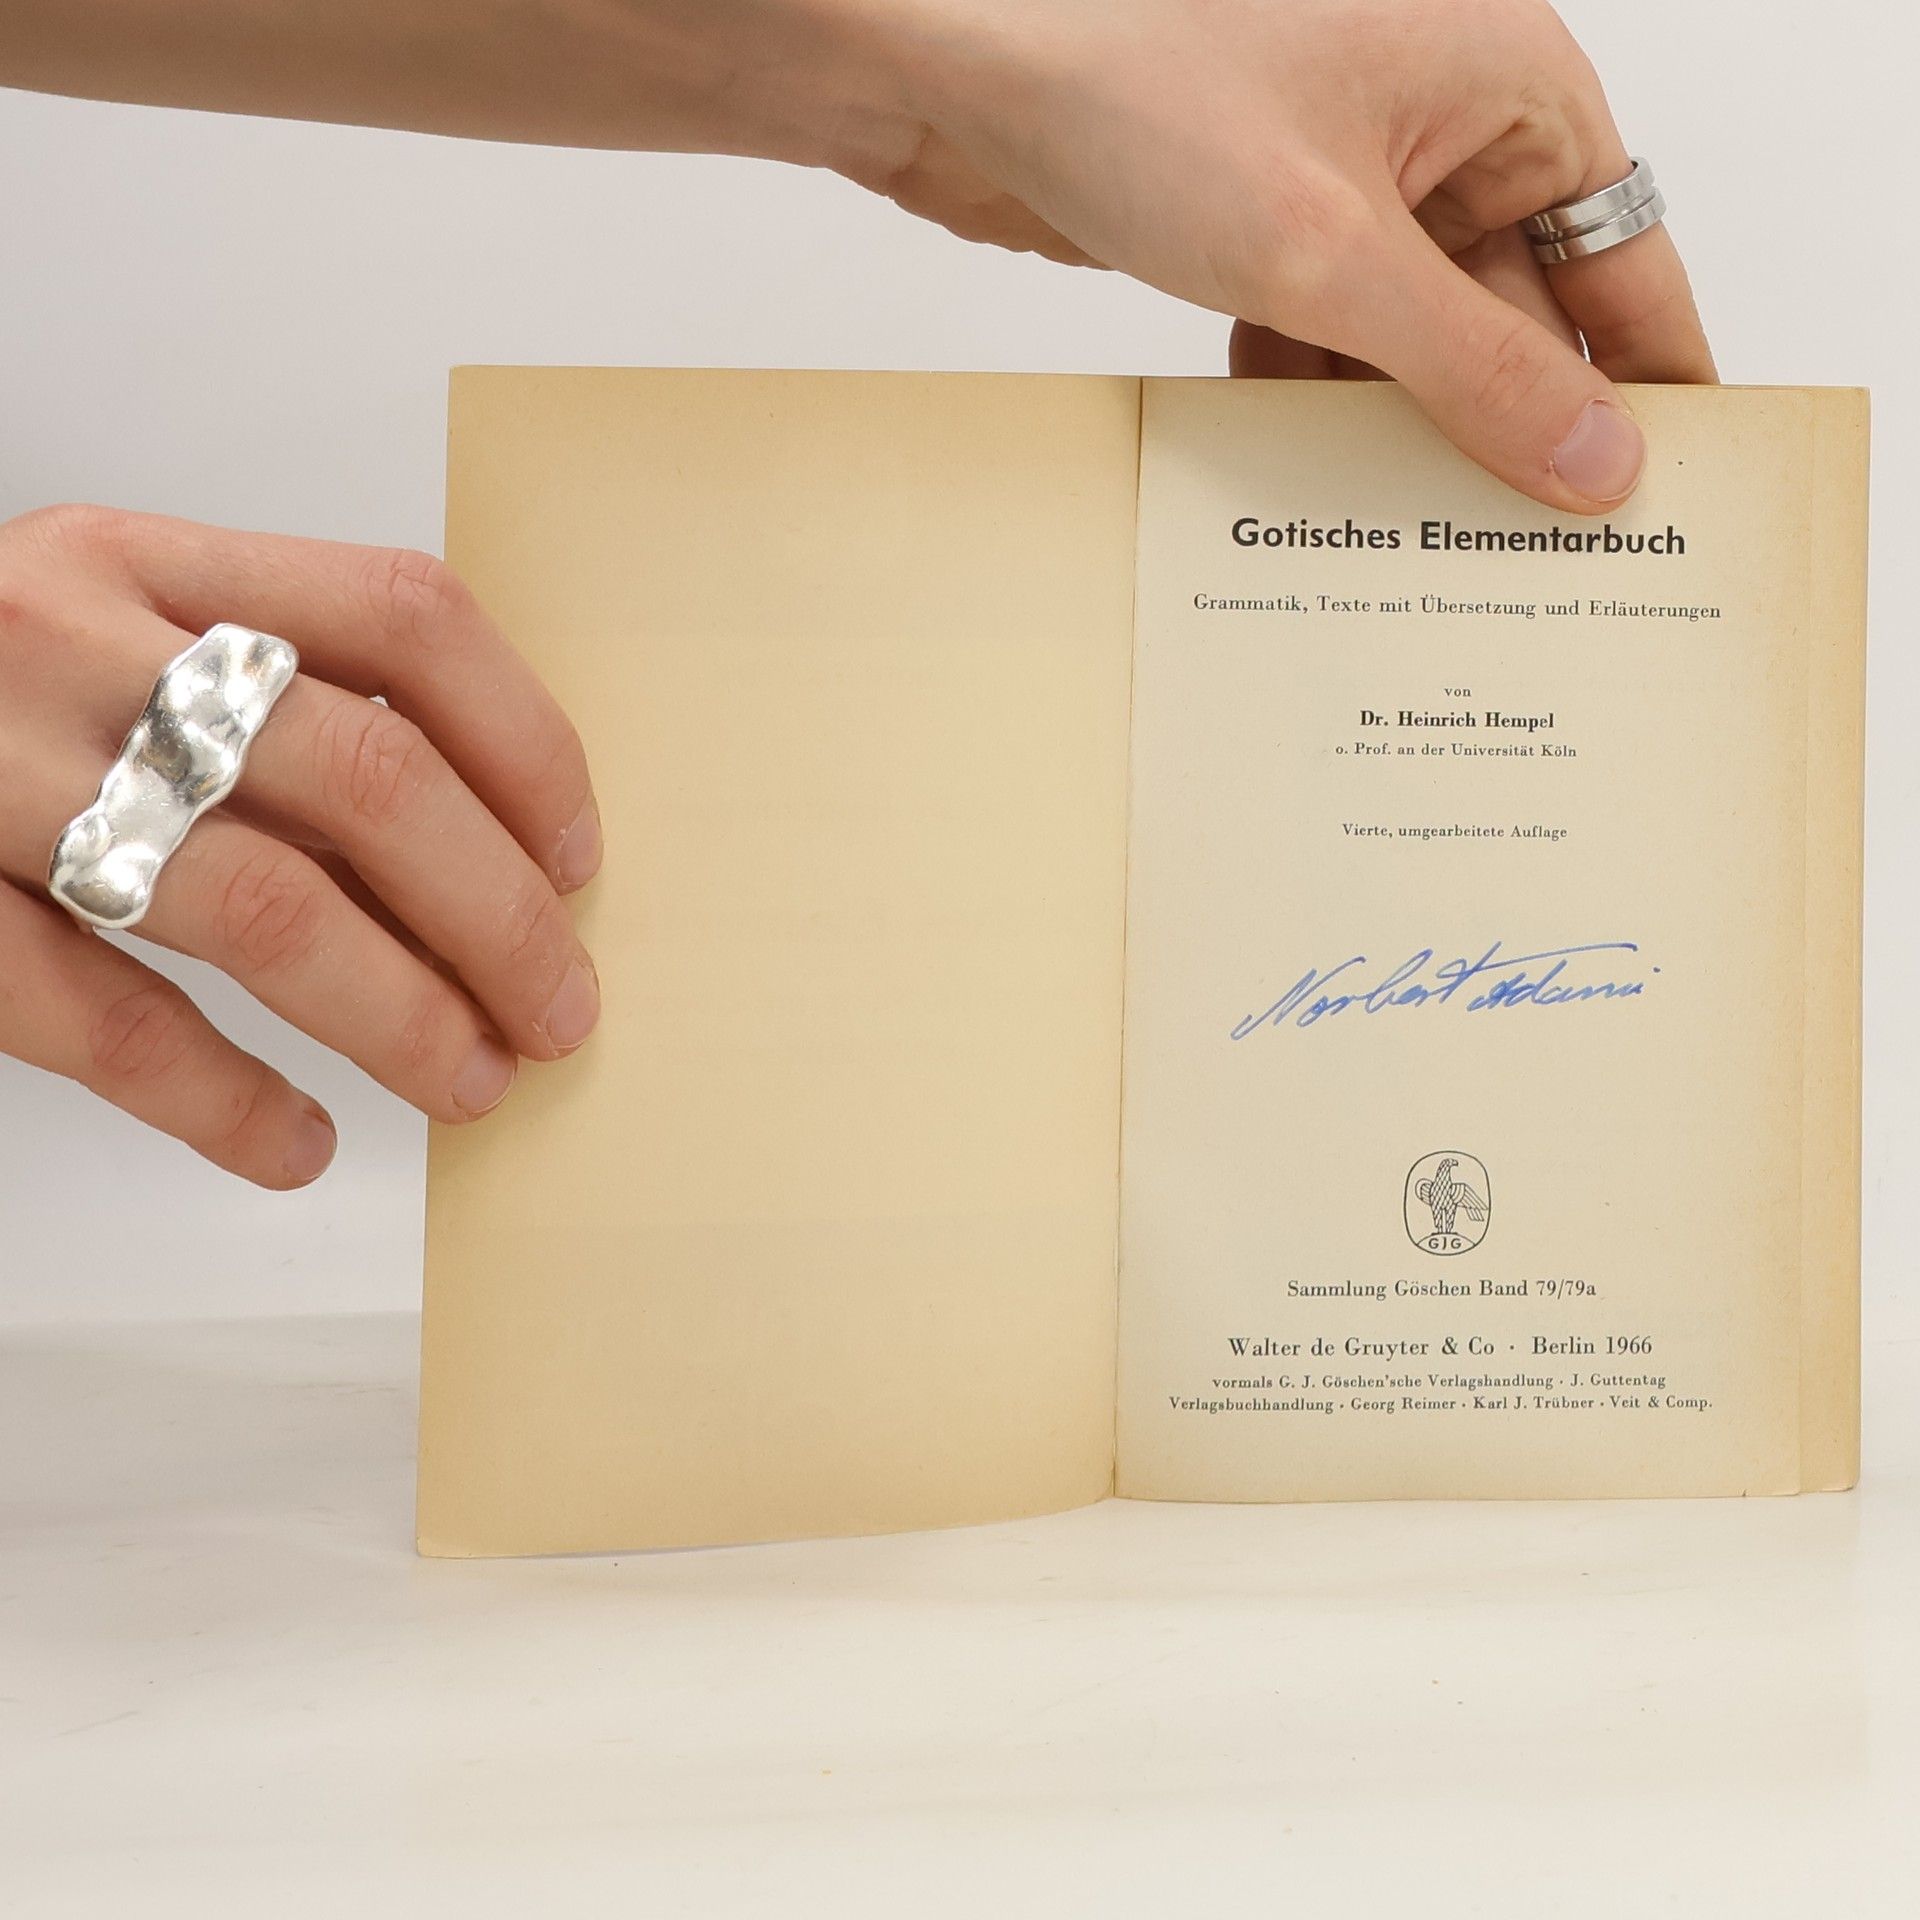 Gotisches Elementarbuch
Grammatik, Texte mit Übersetzung und Erläuterungen
von
Dr. Heinrich Hempel
o. Prof. an der Universität Köln
Vierte, umgearbeitete Auflage
Norbert Adami
GJG
Sammlung Göschen Band 79/79a
Walter de Gruyter & Co · Berlin 1966
vormals G. J. Göschen'sche Verlagshandlung · J. Guttentag
Verlagsbuchhandlung · Georg Reimer · Karl J. Trübner · Veit & Comp.